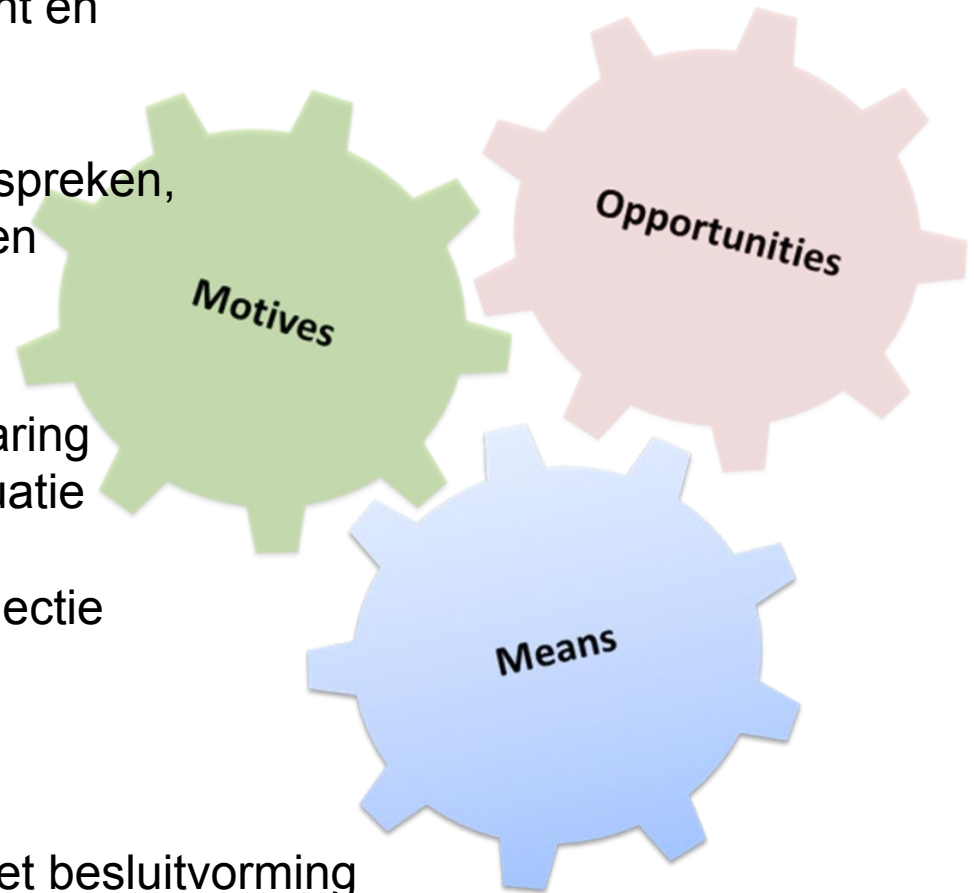 nt en
spreken,
en
aring
uatie
ectie
et besluitvorming
Motives
Opportunities
Means